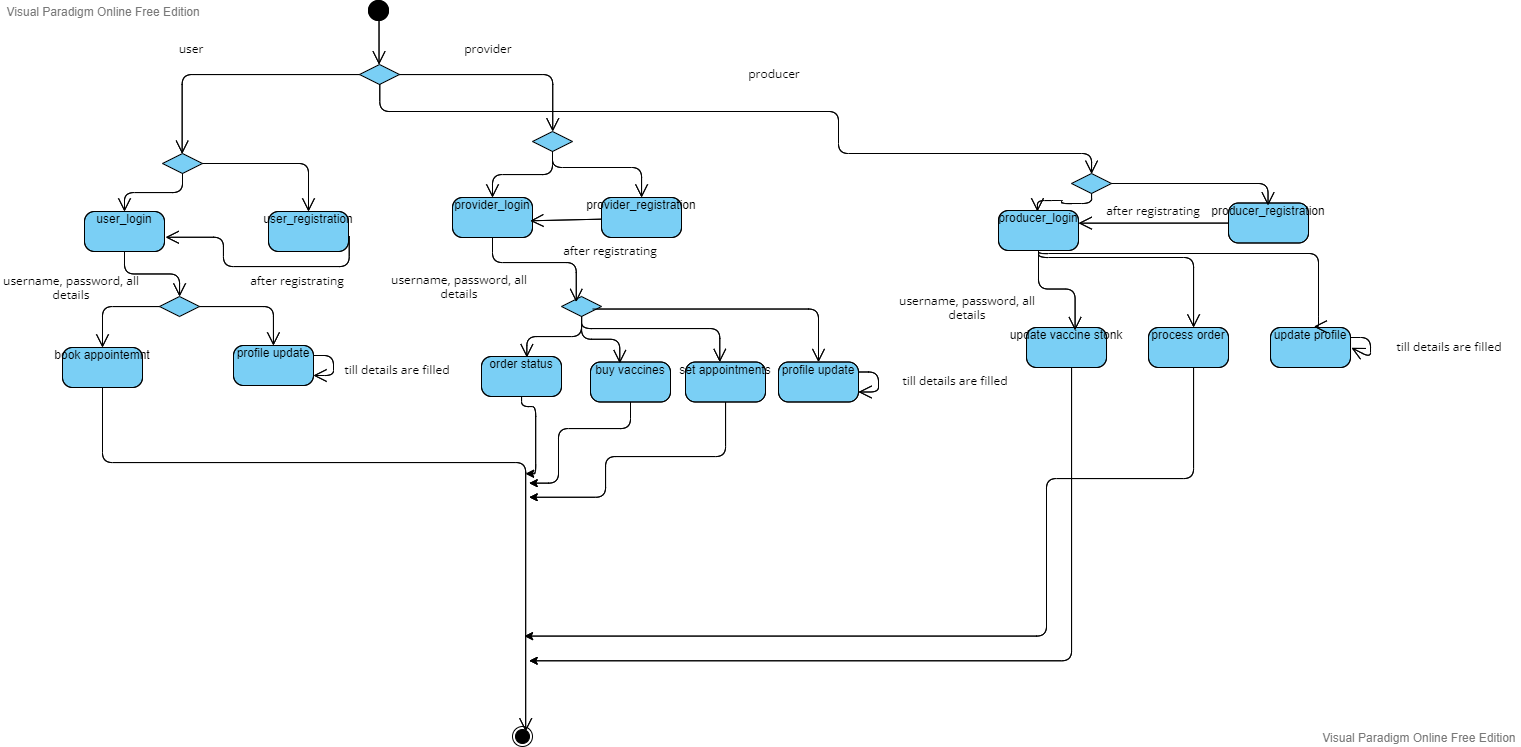 Visual Paradigm Online Free Edition
user
provider
producer
user_login
user_registration
provider_login
provider_registration
producer_login
after registrating
producer_registration
after registrating
username, password, all
details
after registrating
username, password, all
details
username, password, all
details
book appointemnt
profile update
till details are filled
order status
buy vaccines
set appointments
profile update
till details are filled
update vaccine stonk
process order
update profile
till details are filled
Visual Paradigm Online Free Edition